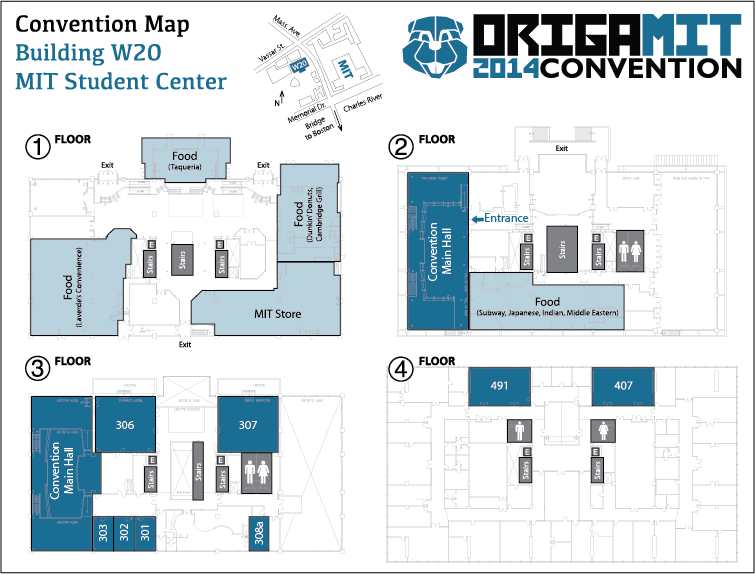 Convention Map
Building W20
MIT Student Center
Mass. Ave
Vassar St.
W20
MIT
N
Memorial Dr.
Charles River
Bridge
to Boston
ORIGAMIT
2014CONVENTION
1 FLOOR
Food
(Taqueria)
Exit
Exit
Food
(Dunkin Donuts,
Cambridge Grill)
Food
(Laverde's Convenience)
E
Stairs
Stairs
E
Stairs
MIT Store
Exit
2 FLOOR
Exit
Convention
Main Hall
Entrance
E
Stairs
Stairs
E
Stairs
Food
(Subway, Japanese, Indian, Middle Eastern)
3 FLOOR
306
307
Convention
Main Hall
E
Stairs
Stairs
E
Stairs
303
302
301
308a
4 FLOOR
491
407
E
Stairs
E
Stairs